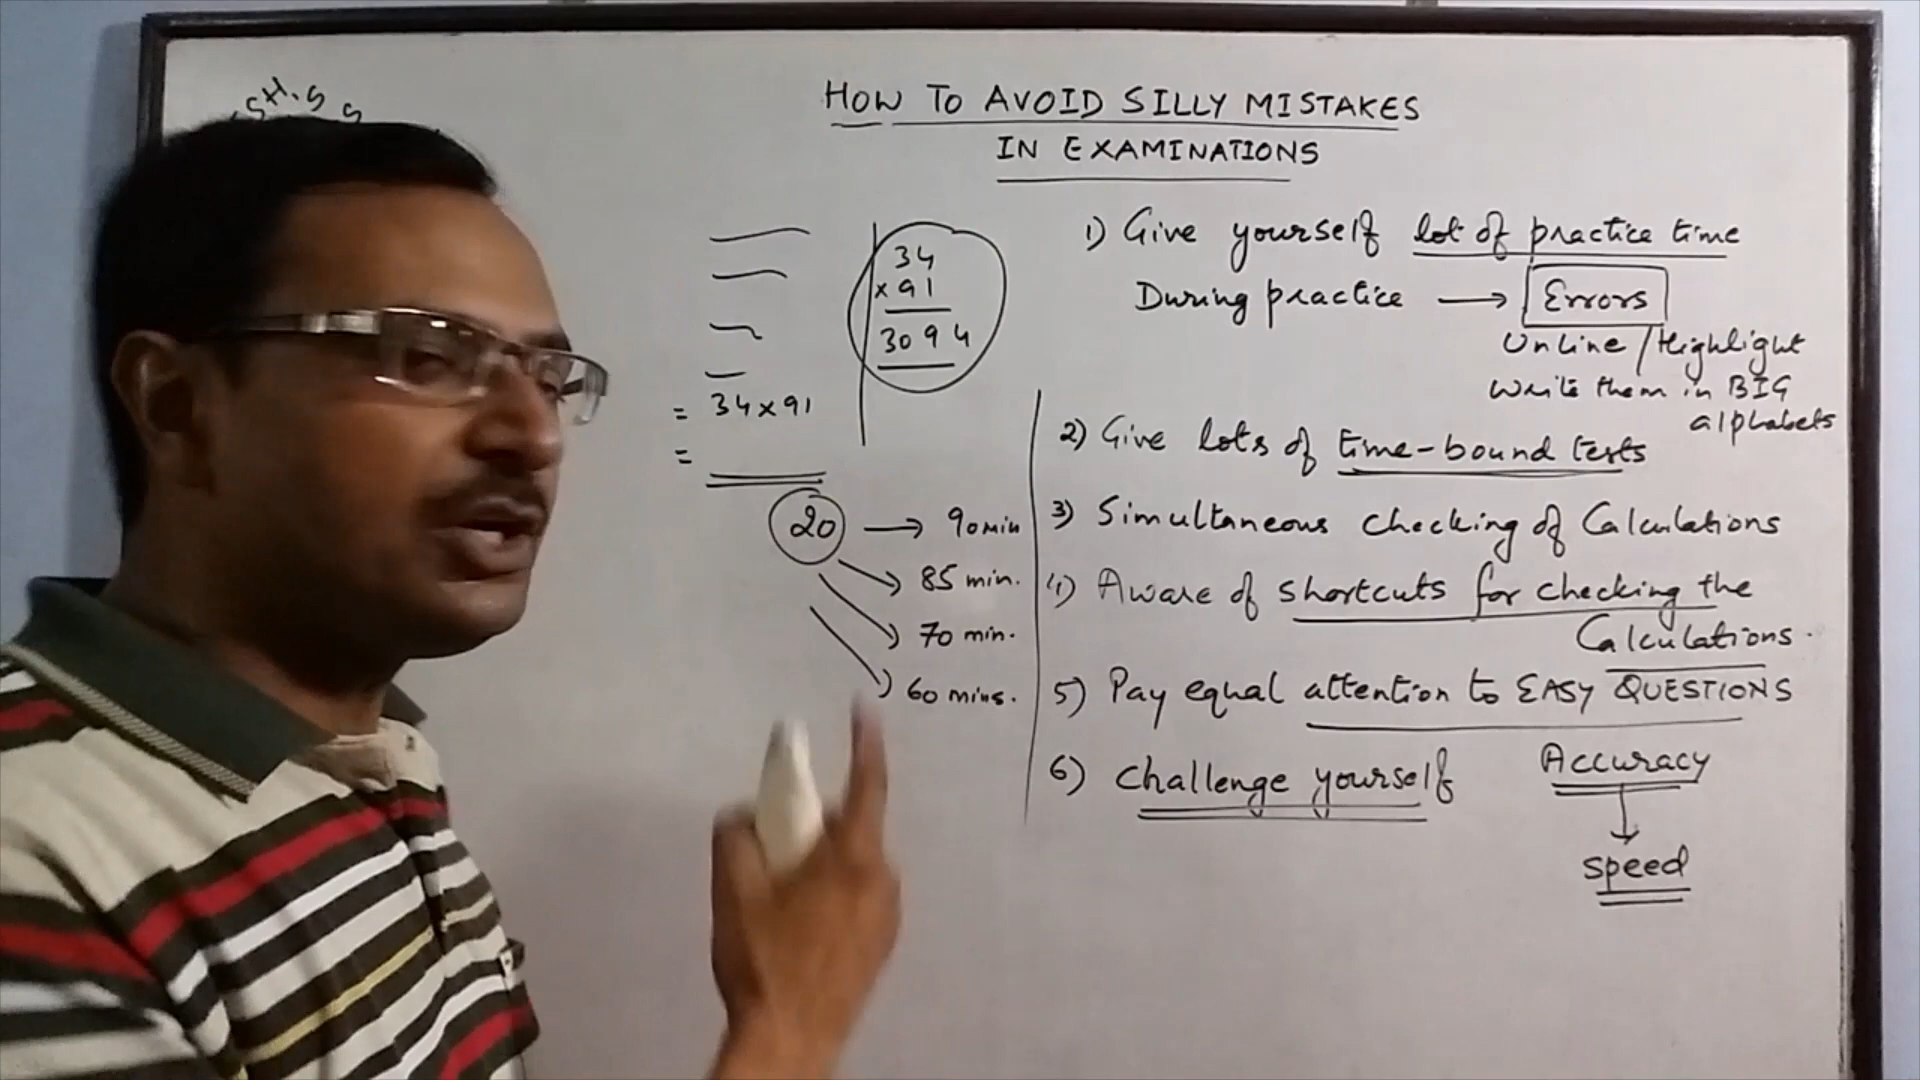 SH.S S
HOW TO AVOID SILLY MISTAKES
IN EXAMINATIONS
34
x 91
3094
= 34x91
=
20 → 90min
→ 85 min.
→ 70 min.
→ 60 mins.
1) Give yourself lot of practice time
During practice → Errors
UnLine/Highlight
Write them in BIG
alphabets
2) Give lots of time-bound tests
3) Simultaneous checking of Calculations
4) Aware of shortcuts for checking the
Calculations.
5) Pay equal attention to EASY QUESTIONS
6) Challenge yourself
Accuracy
↓
speed